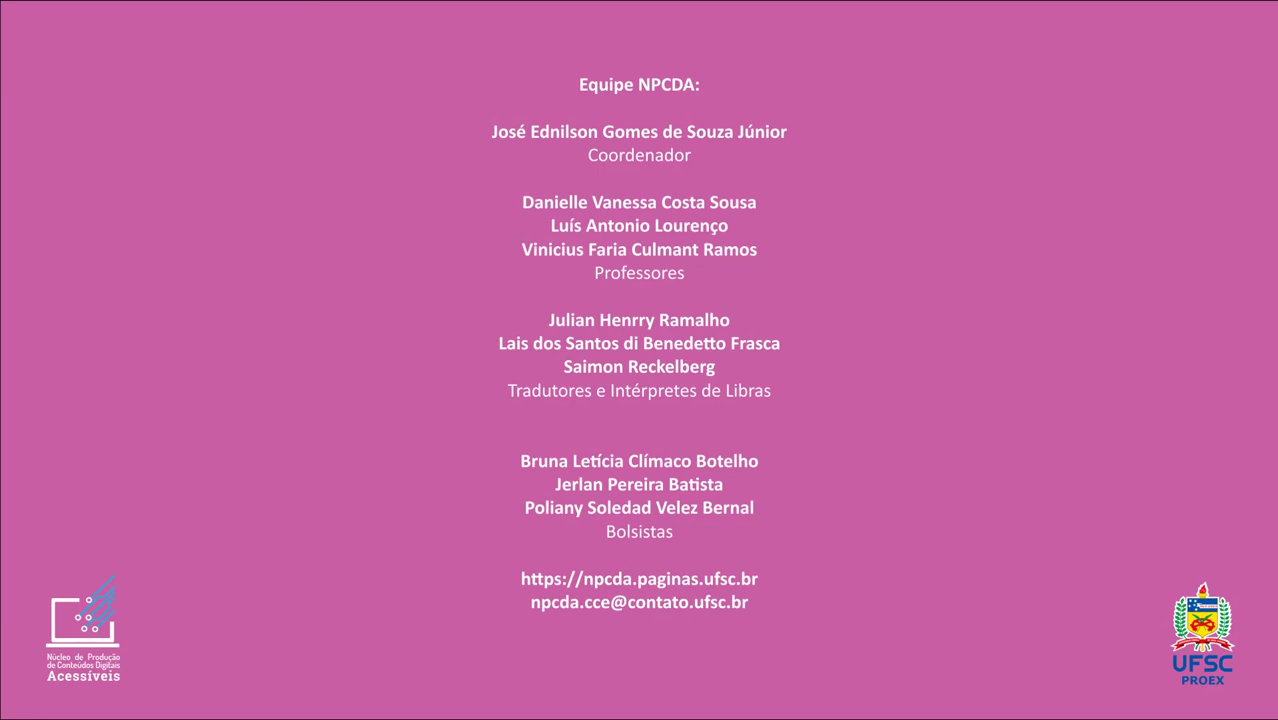 Equipe NPCDA:
José Ednilson Gomes de Souza Júnior
Coordenador
Danielle Vanessa Costa Sousa
Luís Antonio Lourenço
Vinicius Faria Culmant Ramos
Professores
Julian Henrry Ramalho
Lais dos Santos di Benedetto Frasca
Saimon Reckelberg
Tradutores e Intérpretes de Libras
Bruna Letícia Clímaco Botelho
Jerlan Pereira Batista
Poliany Soledad Velez Bernal
Bolsistas
https://npcda.paginas.ufsc.br
npcda.cce@contato.ufsc.br
Núcleo de Produção
de Conteúdos Digitais
Acessíveis
UFSC
PROEX